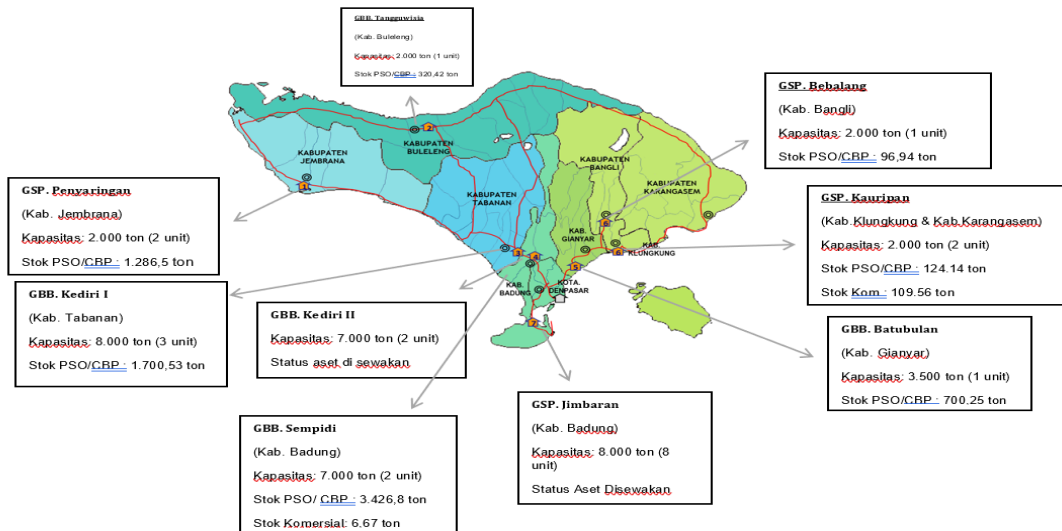 GBB. Tangguwisia
(Kab. Buleleng)
Kapasitas: 2.000 ton (1 unit)
Stok PSO/CBP : 320,42 ton
GSP. Bebalang
(Kab. Bangli)
Kapasitas: 2.000 ton (1 unit)
Stok PSO/CBP : 96,94 ton
GSP. Penyaringan
(Kab. Jembrana)
Kapasitas: 2.000 ton (2 unit)
Stok PSO/CBP : 1.286,5 ton
GSP. Kauripan
(Kab.Klungkung & Kab.Karangasem)
Kapasitas: 2.000 ton (2 unit)
Stok PSO/CBP : 124.14 ton
Stok Kom : 109.56 ton
GBB. Kediri I
(Kab. Tabanan)
Kapasitas: 8.000 ton (3 unit)
Stok PSO/CBP : 1.700,53 ton
GBB. Kediri II
Kapasitas: 7.000 ton (2 unit)
Status aset di sewakan
GBB. Batubulan
(Kab. Gianyar)
Kapasitas: 3.500 ton (1 unit)
Stok PSO/CBP : 700,25 ton
GBB. Sempidi
(Kab. Badung)
Kapasitas: 7.000 ton (2 unit)
Stok PSO/ CBP : 3.426,8 ton
Stok Komersial: 6,67 ton
GSP. Jimbaran
(Kab. Badung)
Kapasitas: 8.000 ton (8
unit)
Status Aset Disewakan
KABUPATEN
JEMBRANA
KABUPATEN
BULELENG
KABUPATEN
TABANAN
KABUPATEN
BANGLI
KABUPATEN
KARANGASEM
KAB.
GIANYAR
KAB.
KLUNGKUNG
KAB.
BADUNG
KOTA.
DENPASAR
1
2
3
4
5
6